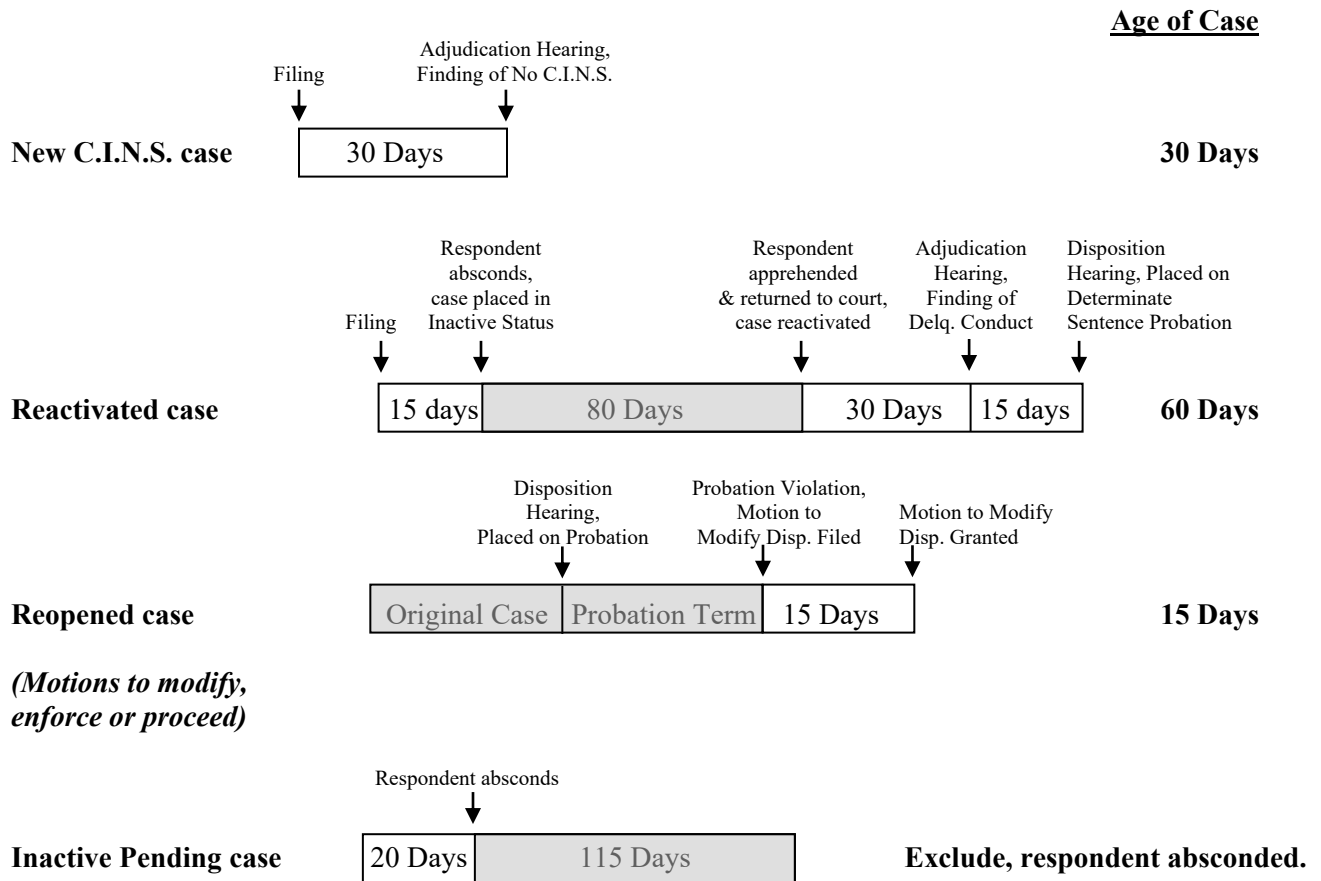 Age of Case
Filing
Adjudication Hearing,
Finding of No C.I.N.S.
New C.I.N.S. case
30 Days
30 Days
Filing
Respondent
absconds,
case placed in
Inactive Status
Respondent
apprehended
& returned to court,
case reactivated
Adjudication
Hearing,
Finding of
Delq. Conduct
Disposition
Hearing, Placed on
Determinate
Sentence Probation
Reactivated case
15 days
80 Days
30 Days
15 days
60 Days
Disposition
Hearing,
Placed on Probation
Probation Violation,
Motion to
Modify Disp. Filed
Motion to Modify
Disp. Granted
Reopened case
Original Case
Probation Term
15 Days
15 Days
(Motions to modify,
enforce or proceed)
Respondent absconds
Inactive Pending case
20 Days
115 Days
Exclude, respondent absconded.